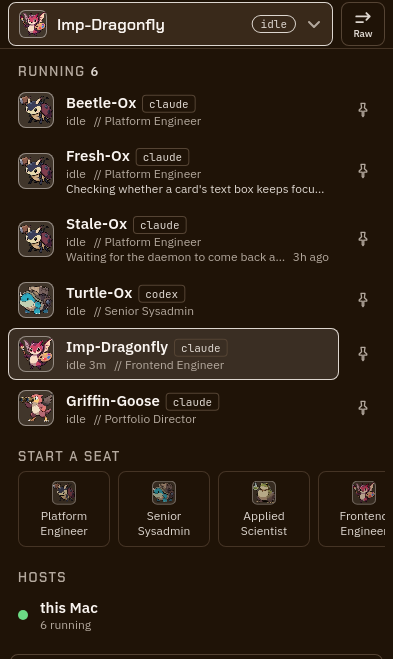 Imp-Dragonfly idle
Raw
RUNNING 6
Beetle-Ox claude
idle // Platform Engineer
Fresh-Ox claude
idle // Platform Engineer
Checking whether a card's text box keeps focu...
Stale-Ox claude
idle // Platform Engineer
Waiting for the daemon to come back a... 3h ago
Turtle-Ox codex
idle // Senior Sysadmin
Imp-Dragonfly claude
idle 3m // Frontend Engineer
Griffin-Goose claude
idle // Portfolio Director
START A SEAT
Platform
Engineer
Senior
Sysadmin
Applied
Scientist
Frontend
Engineer
HOSTS
this Mac
6 running